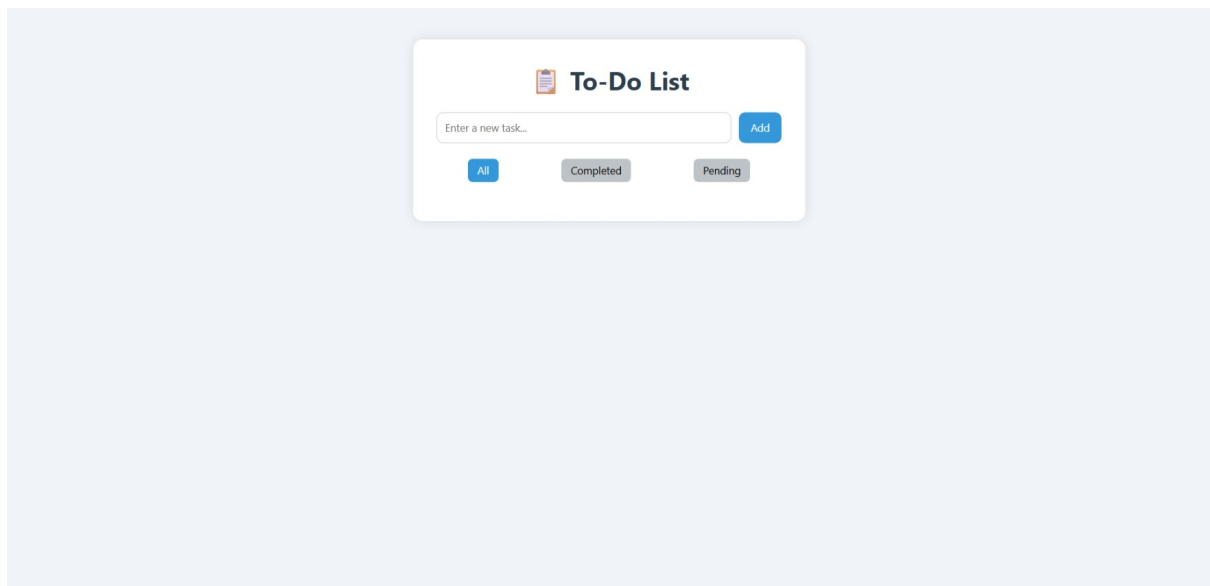 📋 To-Do List
Enter a new task... Add
All Completed Pending